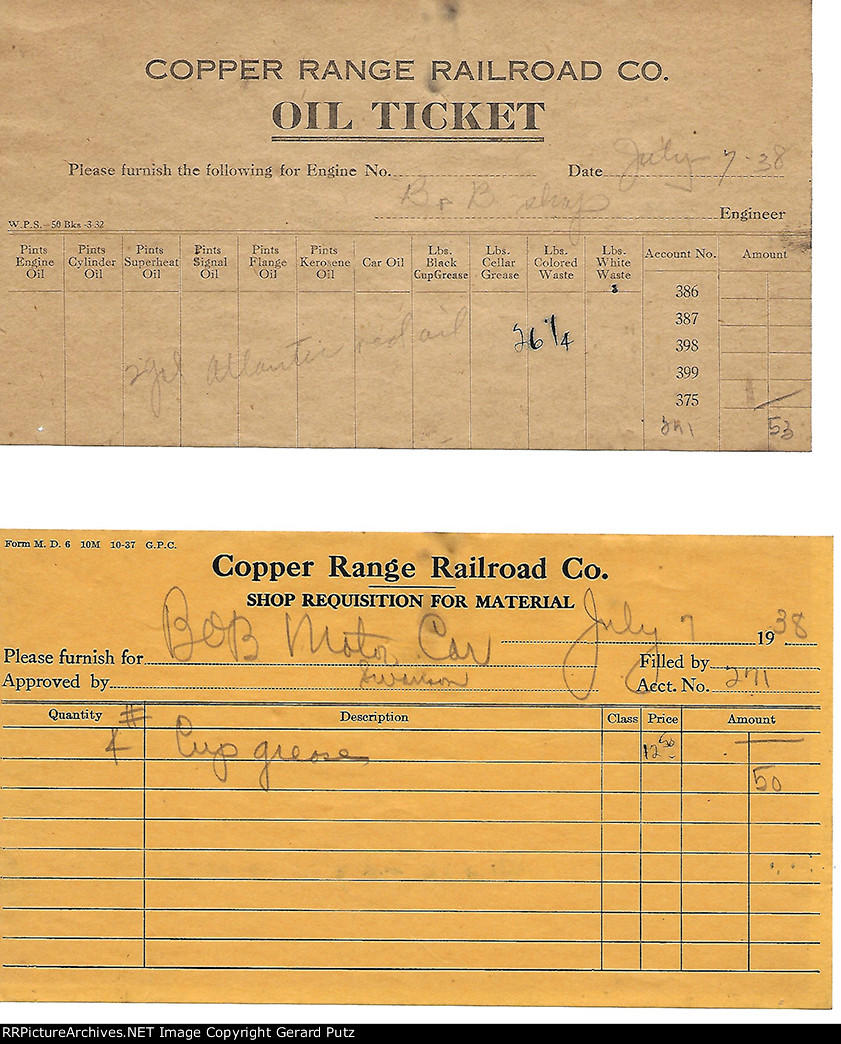 COPPER RANGE RAILROAD CO.
OIL TICKET
Please furnish the following for Engine No. Date July 7-38
B & B shop Engineer
W.P.S.-50 Bks-3-32
Pints Engine Oil Pints Cylinder Oil Pints Superheat Oil Pints Signal Oil Pints Flange Oil Pints Kerosene Oil Car Oil Lbs. Black Cup Grease Lbs. Cellar Grease Lbs. Colored Waste Lbs. White Waste Account No. Amount
386
387
26 1/4 398
2 gal Atlantic red oil 399
375
271 53
Form M. D. 6 10M 10-37 G.P.C.
Copper Range Railroad Co.
SHOP REQUISITION FOR MATERIAL
July 7 1938
Please furnish for B&B Motor Car Filled by
Approved by Swanson Acct. No. 271
Quantity # Description Class Price Amount
4 Cup grease 12 50
50
RRPictureArchives.NET Image Copyright Gerard Putz